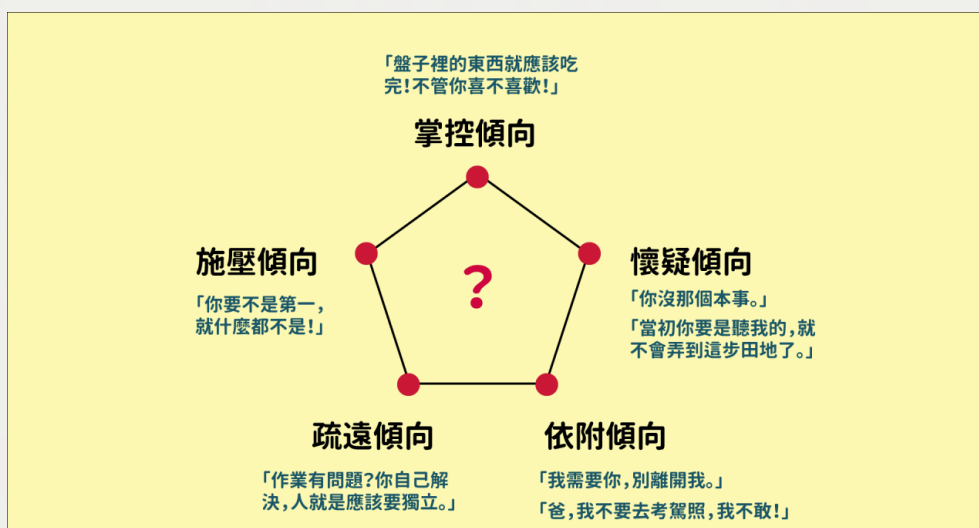 「盤子裡的東西就應該吃
完!不管你喜不喜歡!」
掌控傾向
施壓傾向
「你要不是第一,
就什麼都不是!」
?
懷疑傾向
「你沒那個本事。」
「當初你要是聽我的,就
不會弄到這步田地了。」
疏遠傾向
「作業有問題?你自己解
決,人就是應該要獨立。」
依附傾向
「我需要你,別離開我。」
「爸,我不要去考駕照,我不敢!」